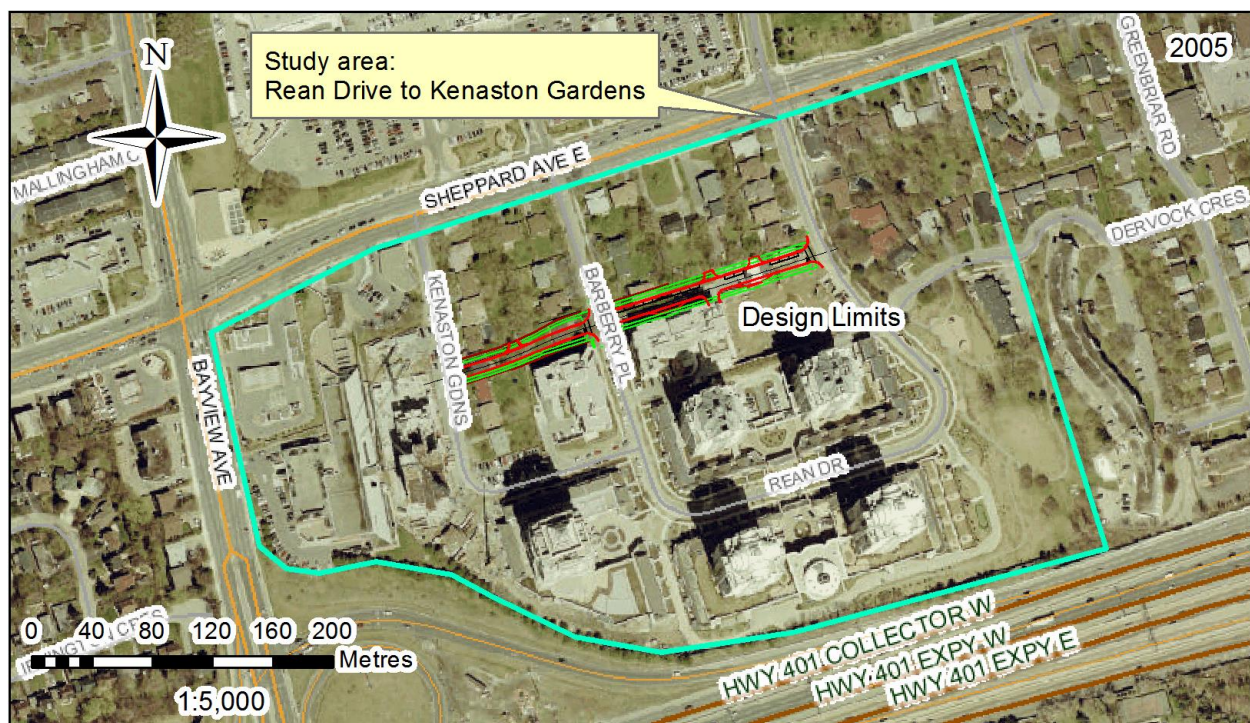 N
Study area:
Rean Drive to Kenaston Gardens
2005
GREENBRIAR RD
MALLINGHAM C
SHEPPARD AVE E
DERVOCK CRES
KENASTON GDNS
BARBERRY PL
Design Limits
BAYVIEW AVE
REAN DR
0 40 80 120 160 200
Metres
1:5,000
HWY 401 COLLECTOR W
HWY 401 EXPY W
HWY 401 EXPY E